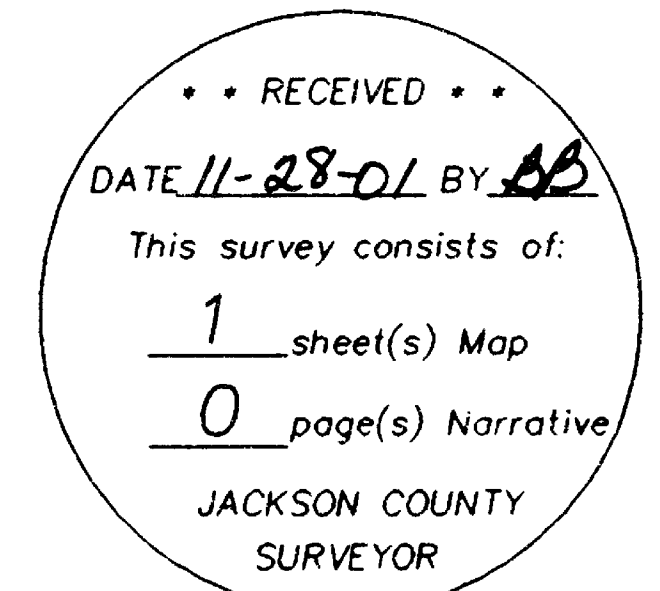 * * RECEIVED * *
DATE 11-28-01 BY BB
This survey consists of:
1 sheet(s) Map
0 page(s) Narrative
JACKSON COUNTY
SURVEYOR